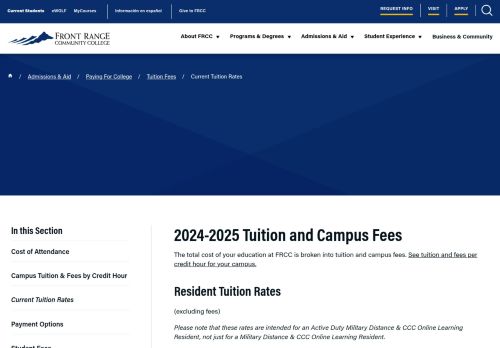 Current Students eWOLF MyCourses Información en español Give to FRCC REQUEST INFO VISIT APPLY
FRONT RANGE
COMMUNITY COLLEGE
About FRCC Programs & Degrees Admissions & Aid Student Experience Business & Community
/ Admissions & Aid / Paying For College / Tuition Fees / Current Tuition Rates
In this Section
Cost of Attendance
Campus Tuition & Fees by Credit Hour
Current Tuition Rates
Payment Options
Student Fees
2024-2025 Tuition and Campus Fees
The total cost of your education at FRCC is broken into tuition and campus fees. See tuition and fees per
credit hour for your campus.
Resident Tuition Rates
(excluding fees)
Please note that these rates are intended for an Active Duty Military Distance & CCC Online Learning
Resident, not just for a Military Distance & CCC Online Learning Resident.